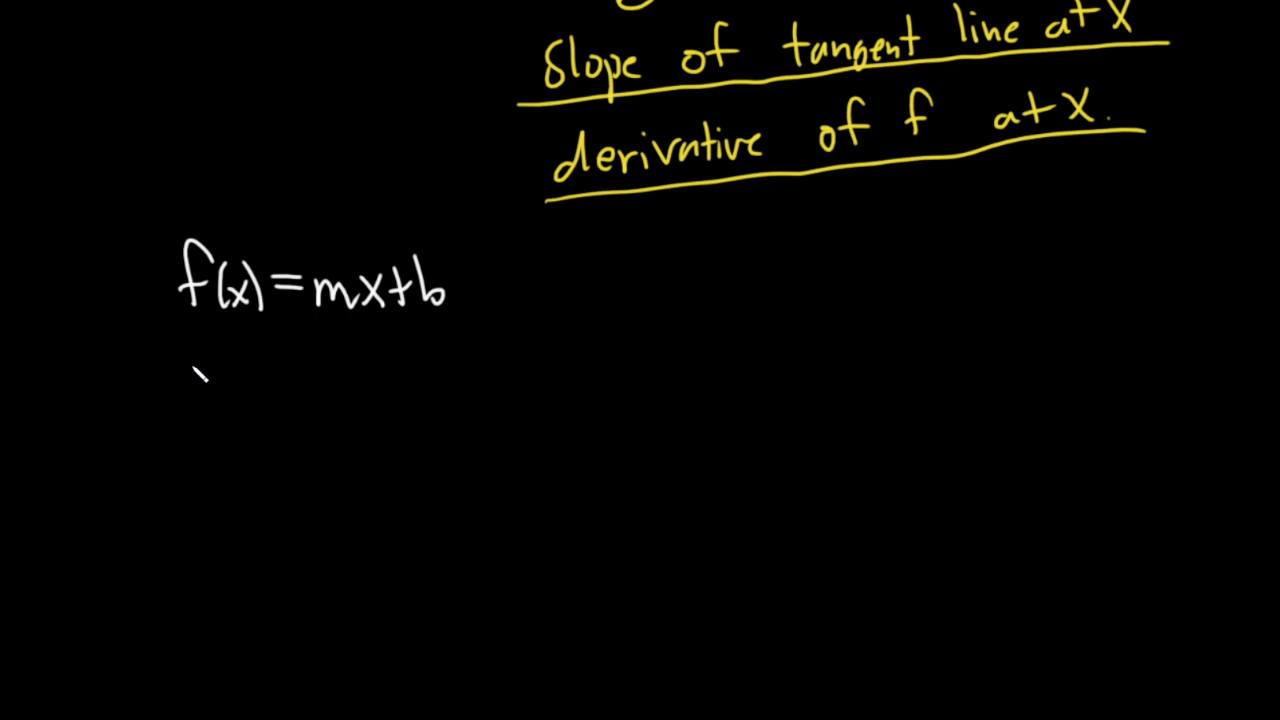 Slope of tangent line at x
derivative of f at x.
f(x)=mx+b